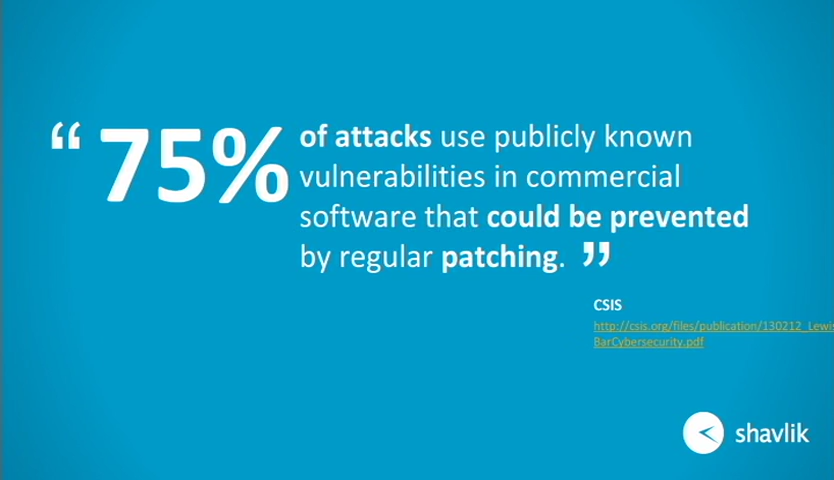 “ 75% of attacks use publicly known
vulnerabilities in commercial
software that could be prevented
by regular patching. ”
CSIS
http://csis.org/files/publication/130212_Lewis
BarCybersecurity.pdf
shavlik